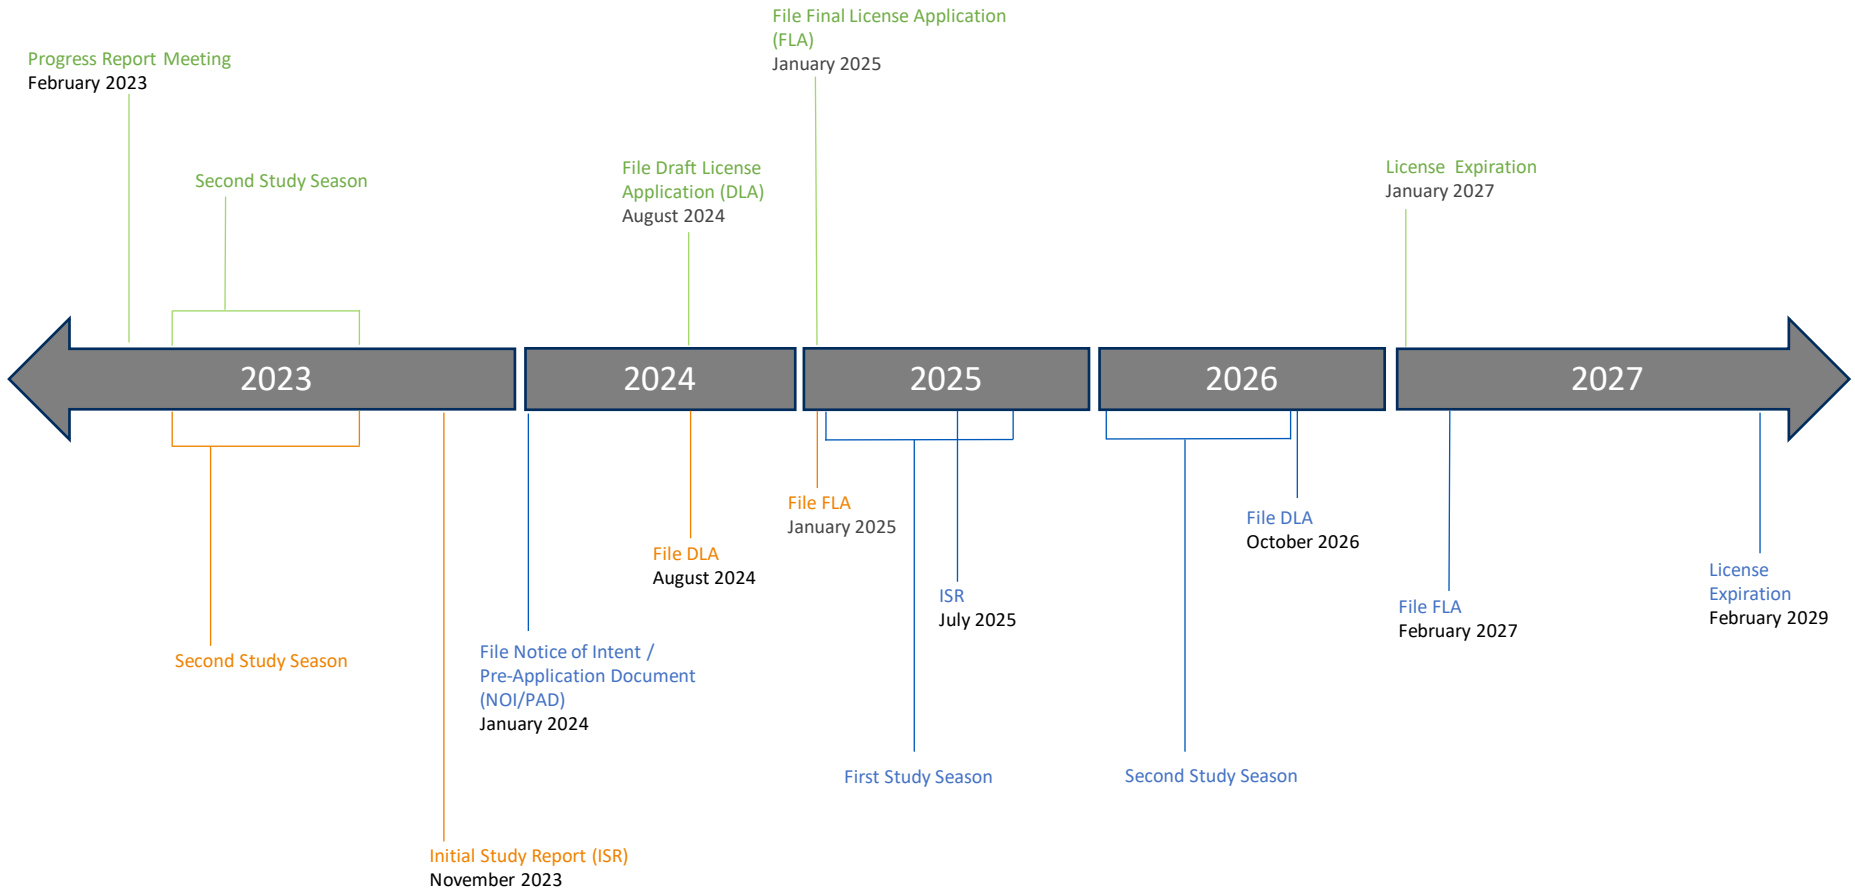 File Final License Application
(FLA)
January 2025
Progress Report Meeting
February 2023
Second Study Season
File Draft License
Application (DLA)
August 2024
License Expiration
January 2027
2023
2024
2025
2026
2027
File FLA
January 2025
File DLA
October 2026
File DLA
August 2024
License
Expiration
February 2029
ISR
July 2025
File FLA
February 2027
Second Study Season
File Notice of Intent /
Pre-Application Document
(NOI/PAD)
January 2024
First Study Season
Second Study Season
Initial Study Report (ISR)
November 2023